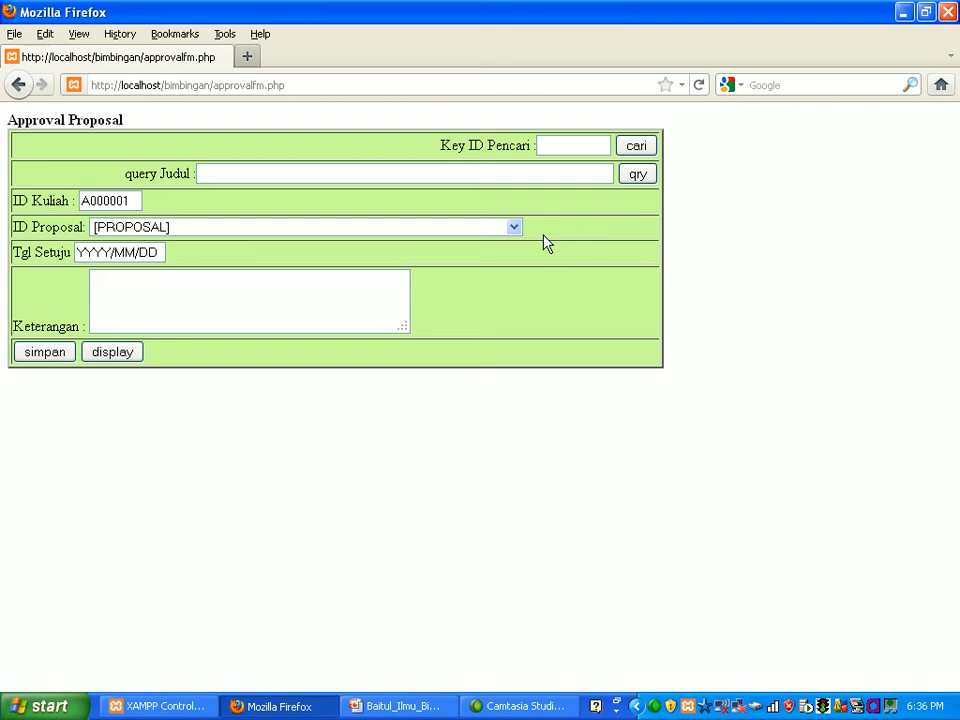 Mozilla Firefox
File Edit View History Bookmarks Tools Help
http://localhost/bimbingan/approvalfm.php
http://localhost/bimbingan/approvalfm.php
Google
Approval Proposal
Key ID Pencari : cari
query Judul : qry
ID Kuliah : A000001
ID Proposal: [PROPOSAL]
Tgl Setuju YYYY/MM/DD
Keterangan :
simpan display
start XAMPP Control... Mozilla Firefox Baitul_Ilmu_Bi... Camtasia Studi... 6:36 PM